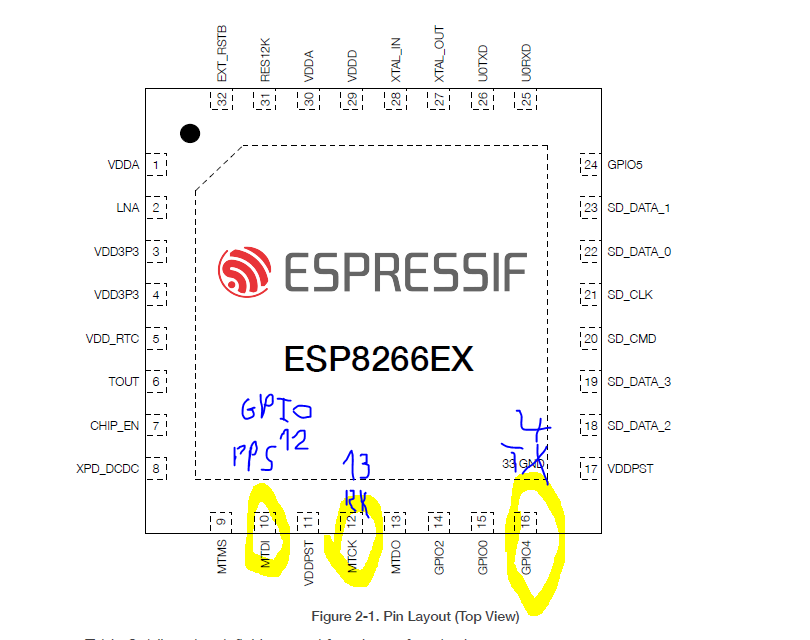 EXT_RSTB
RES12K
VDDA
VDDD
XTAL_IN
XTAL_OUT
U0TXD
U0RXD
32
31
30
29
28
27
26
25
VDDA 1
LNA 2
VDD3P3 3
VDD3P3 4
VDD_RTC 5
TOUT 6
CHIP_EN 7
XPD_DCDC 8
24 GPIO5
23 SD_DATA_1
22 SD_DATA_0
21 SD_CLK
20 SD_CMD
19 SD_DATA_3
18 SD_DATA_2
17 VDDPST
ESPRESSIF
ESP8266EX
GPIO
12
PPS
13
RX
4
TX
33 GND
9
10
11
12
13
14
15
16
MTMS
MTDI
VDDPST
MTCK
MTDO
GPIO2
GPIO0
GPIO4
Figure 2-1. Pin Layout (Top View)